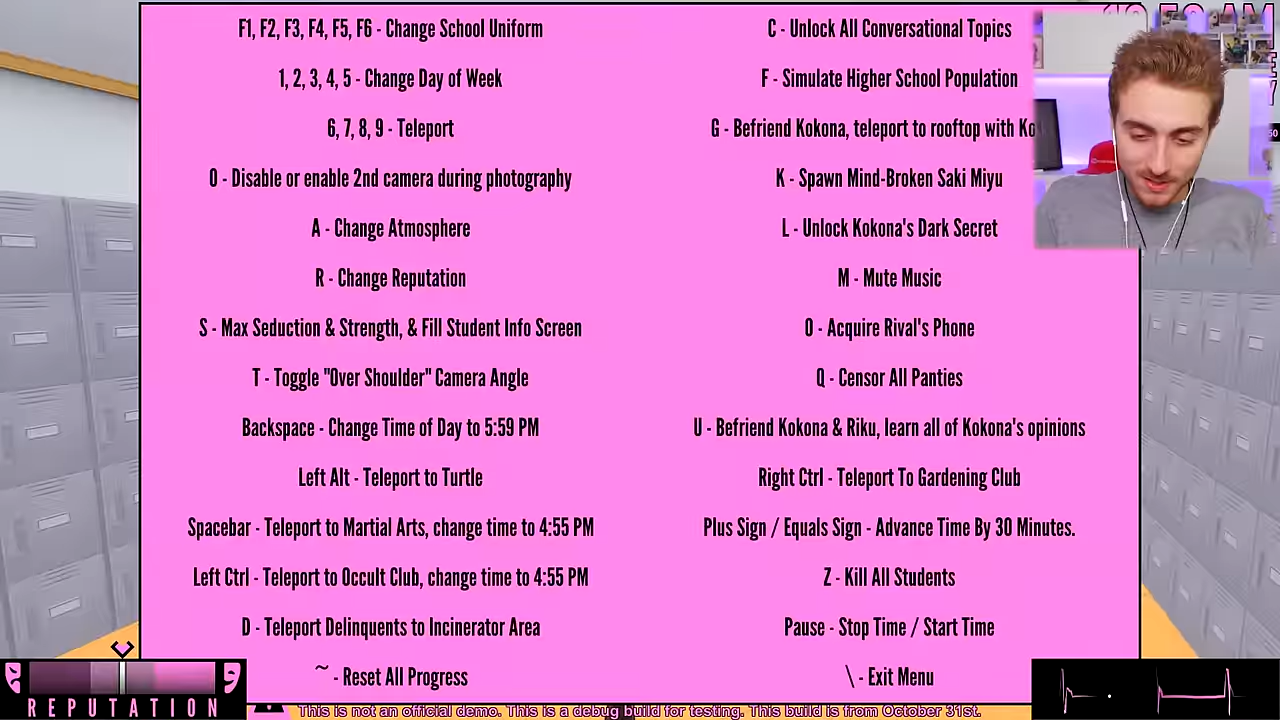 F1, F2, F3, F4, F5, F6 - Change School Uniform
1, 2, 3, 4, 5 - Change Day of Week
6, 7, 8, 9 - Teleport
0 - Disable or enable 2nd camera during photography
A - Change Atmosphere
R - Change Reputation
S - Max Seduction & Strength, & Fill Student Info Screen
T - Toggle "Over Shoulder" Camera Angle
Backspace - Change Time of Day to 5:59 PM
Left Alt - Teleport to Turtle
Spacebar - Teleport to Martial Arts, change time to 4:55 PM
Left Ctrl - Teleport to Occult Club, change time to 4:55 PM
D - Teleport Delinquents to Incinerator Area
~ - Reset All Progress
C - Unlock All Conversational Topics
F - Simulate Higher School Population
G - Befriend Kokona, teleport to rooftop with
K - Spawn Mind-Broken Saki Miyu
L - Unlock Kokona's Dark Secret
M - Mute Music
O - Acquire Rival's Phone
Q - Censor All Panties
U - Befriend Kokona & Riku, learn all of Kokona's opinions
Right Ctrl - Teleport To Gardening Club
Plus Sign / Equals Sign - Advance Time By 30 Minutes.
Z - Kill All Students
Pause - Stop Time / Start Time
\ - Exit Menu
REPUTATION
This is not an official demo. This is a debug build for testing. This build is from October 31st.